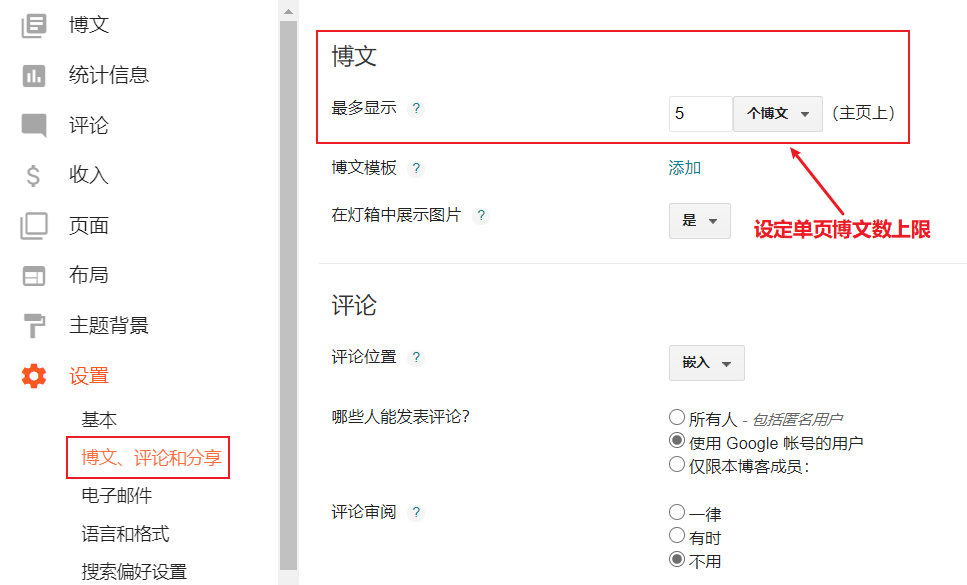 博文
统计信息
评论
收入
页面
布局
主题背景
设置
基本
博文、评论和分享
电子邮件
语言和格式
搜索偏好设置
博文
最多显示 ? 5 个博文 (主页上)
博文模板 ? 添加
在灯箱中展示图片 ? 是
设定单页博文数上限
评论
评论位置 ? 嵌入
哪些人能发表评论?
所有人 - 包括匿名用户
使用 Google 帐号的用户
仅限本博客成员:
评论审阅 ?
一律
有时
不用